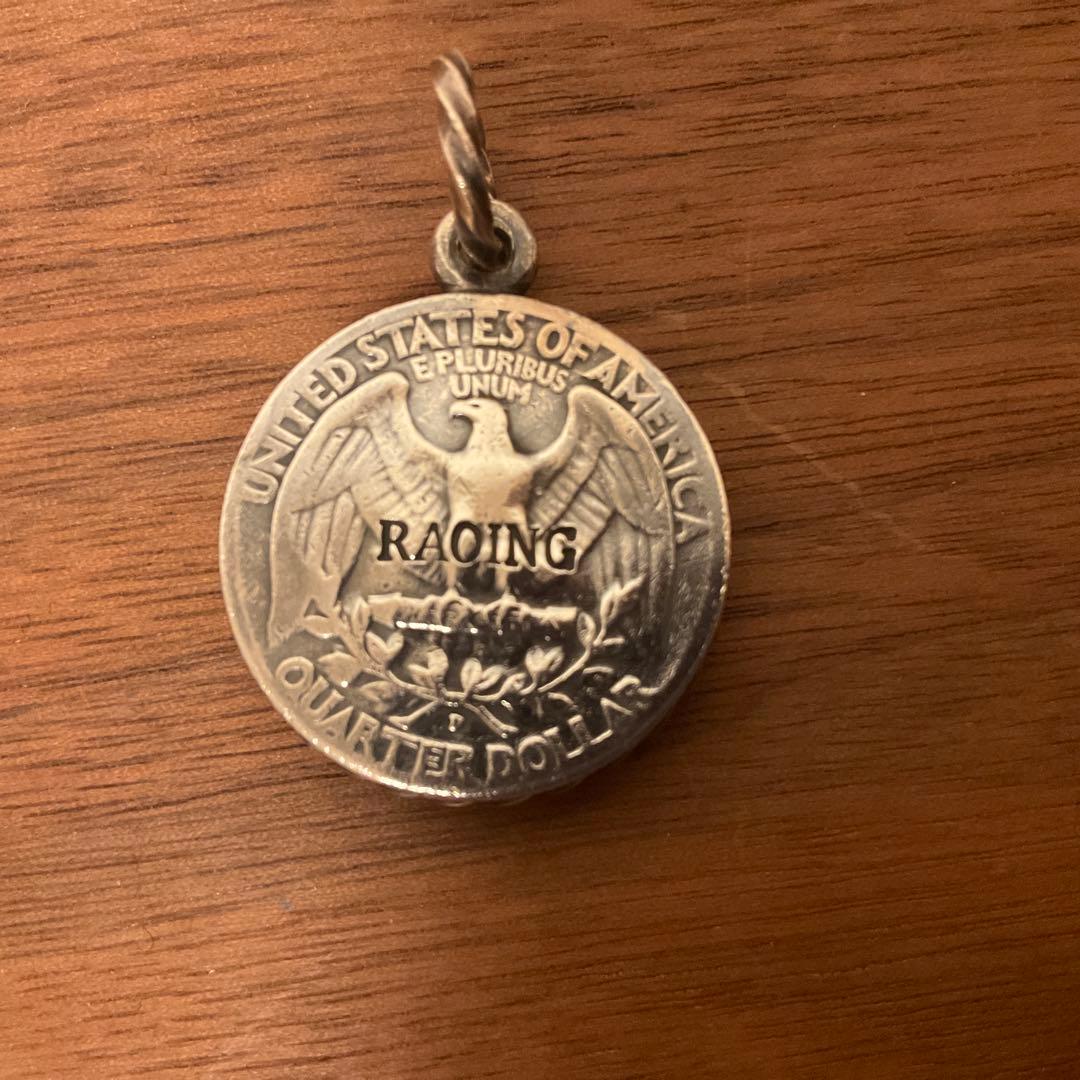 UNITED STATES OF AMERICA
E PLURIBUS
UNUM
RAOING
D
QUARTER DOLLAR